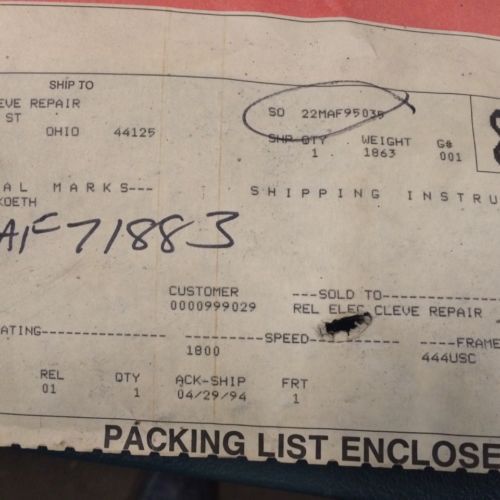 SHIP TO
CLEVE REPAIR
ST
OHIO 44125
SO 22MAF95035
SHP QTY WEIGHT G#
1 1863 001
AL MARKS---
KOETH
SHIPPING INSTRU
AF71883
CUSTOMER ---SOLD TO---
0000999029 REL ELEC CLEVE REPAIR
ATING---SPEED---FRAME
1800 444USC
REL QTY ACK-SHIP FRT
01 1 04/29/94 1
PACKING LIST ENCLOSE